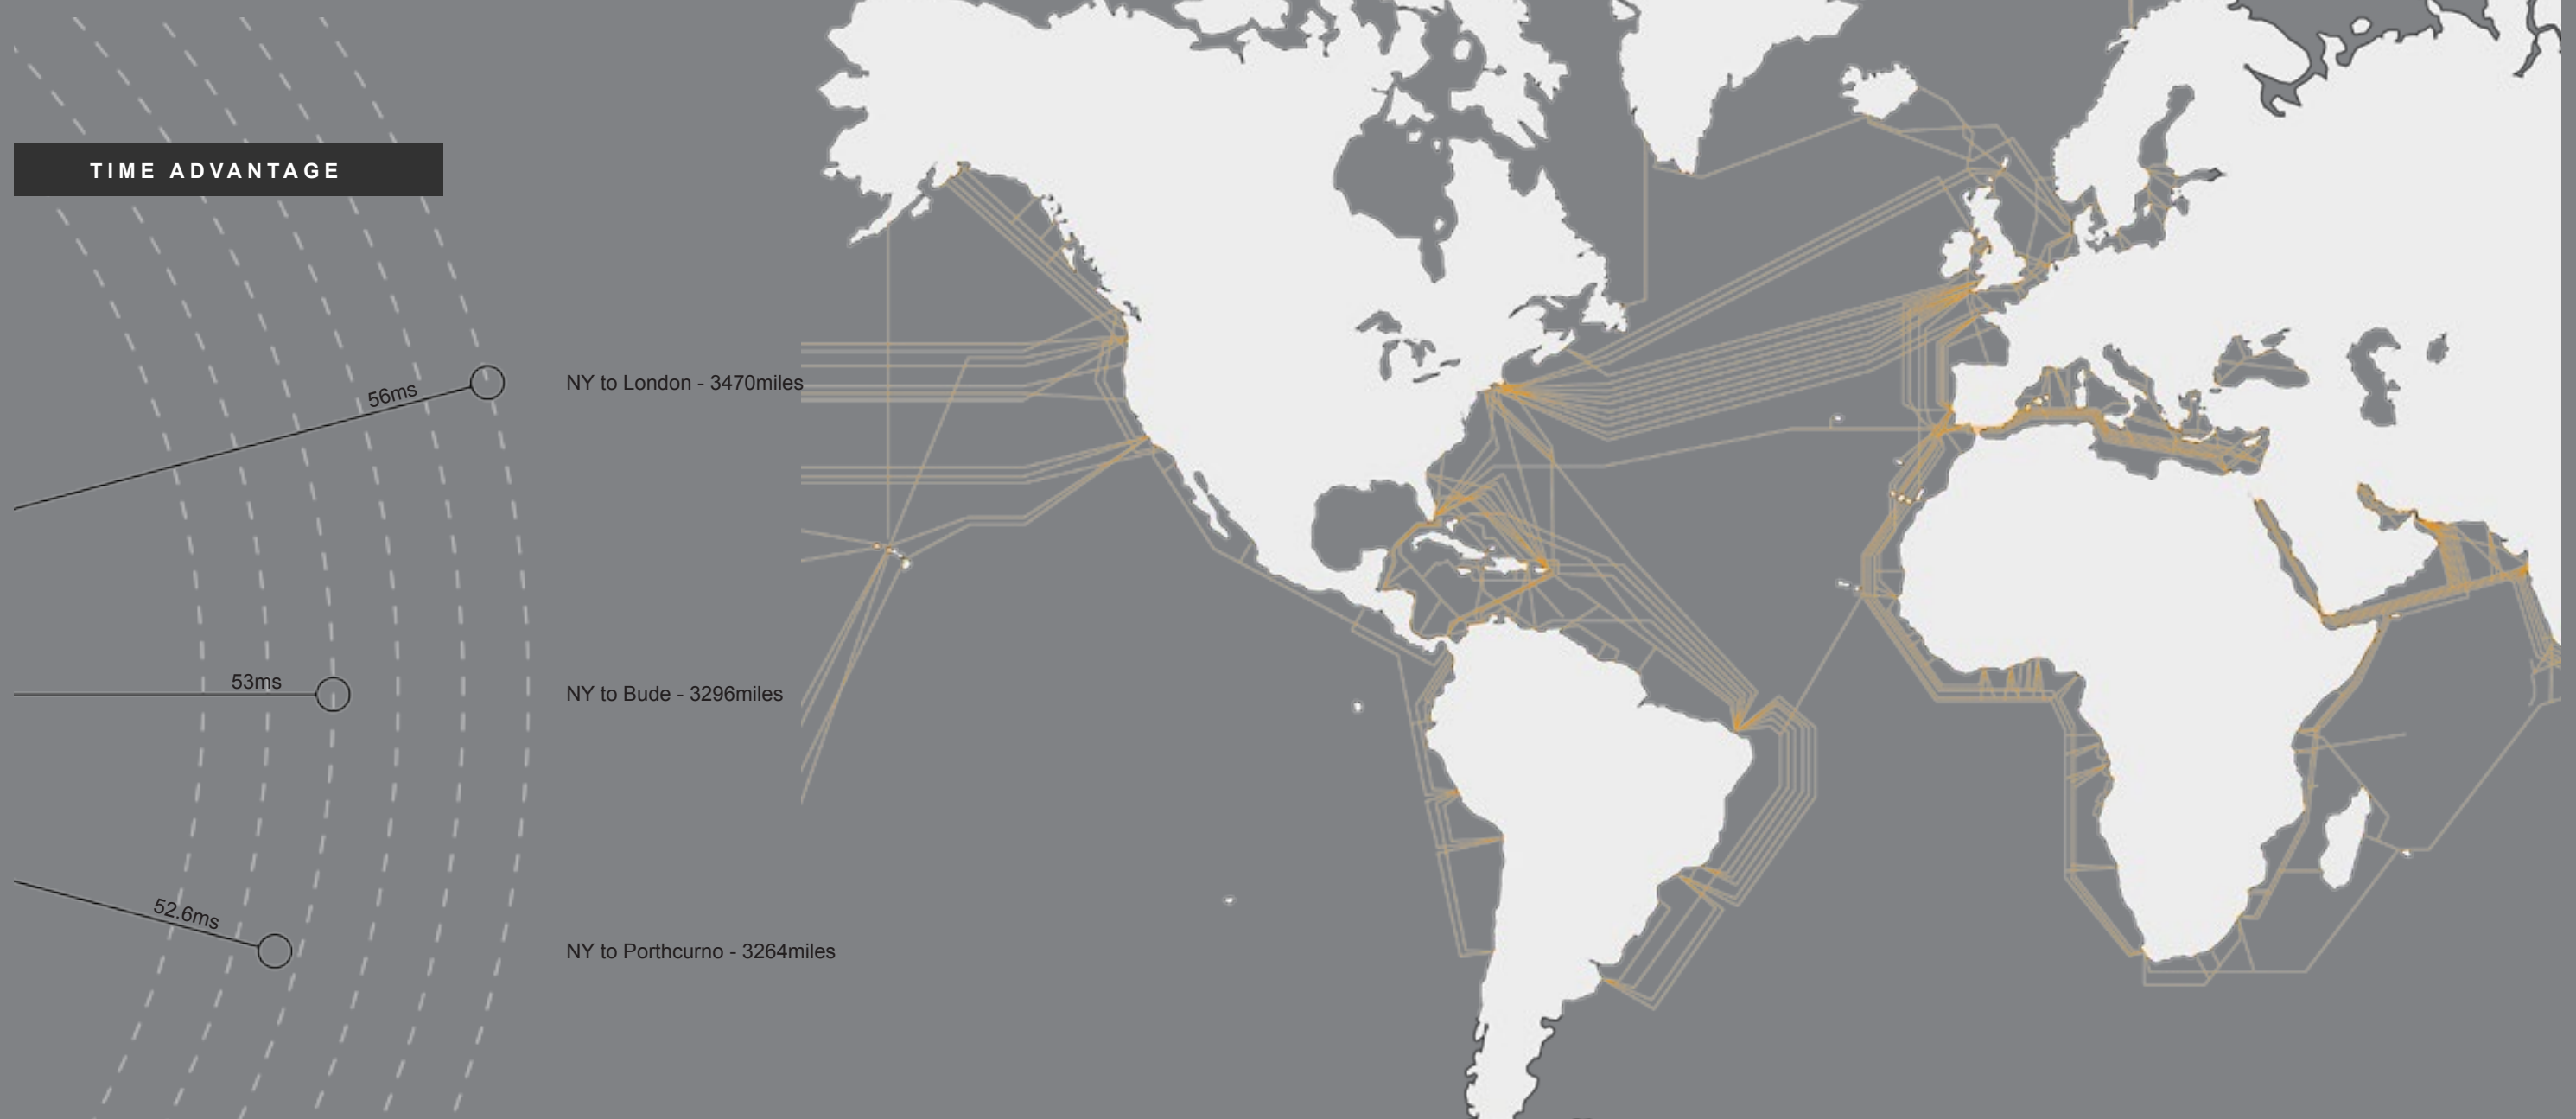 TIME ADVANTAGE
56ms
NY to London - 3470miles
53ms
NY to Bude - 3296miles
52.6ms
NY to Porthcurno - 3264miles